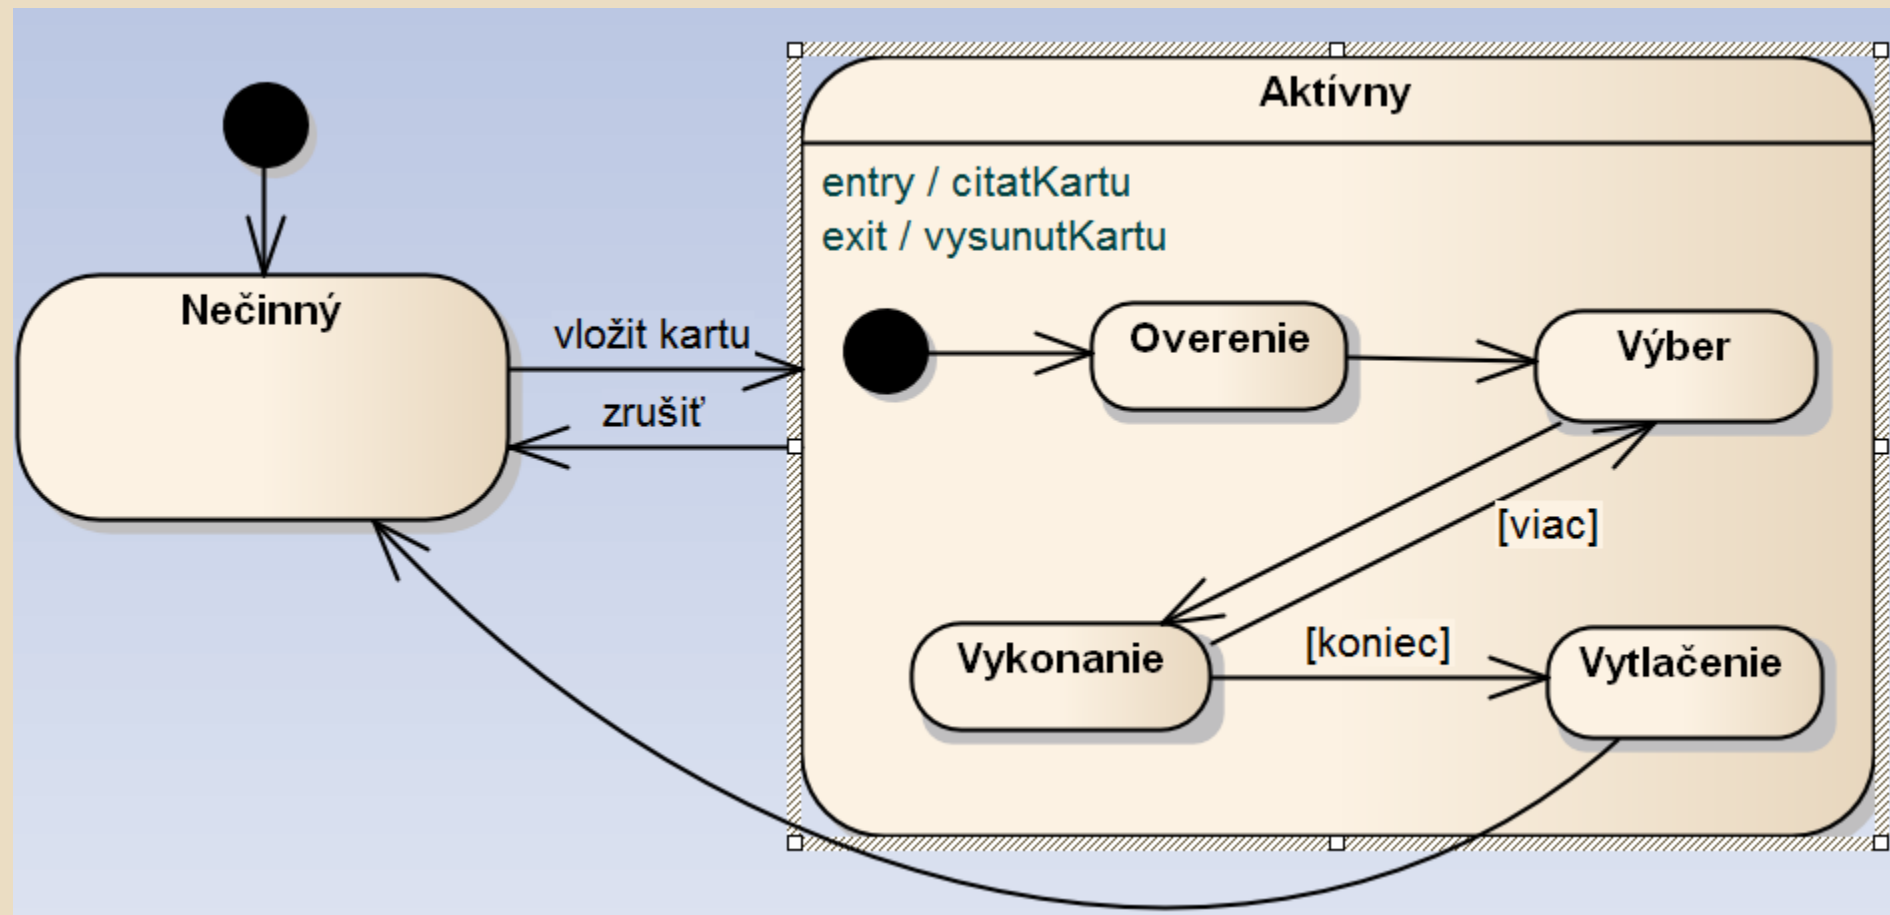 Aktívny
entry / citatKartu
exit / vysunutKartu
Nečinný
vložit kartu
zrušiť
Overenie
Výber
[viac]
Vykonanie
[koniec]
Vytlačenie